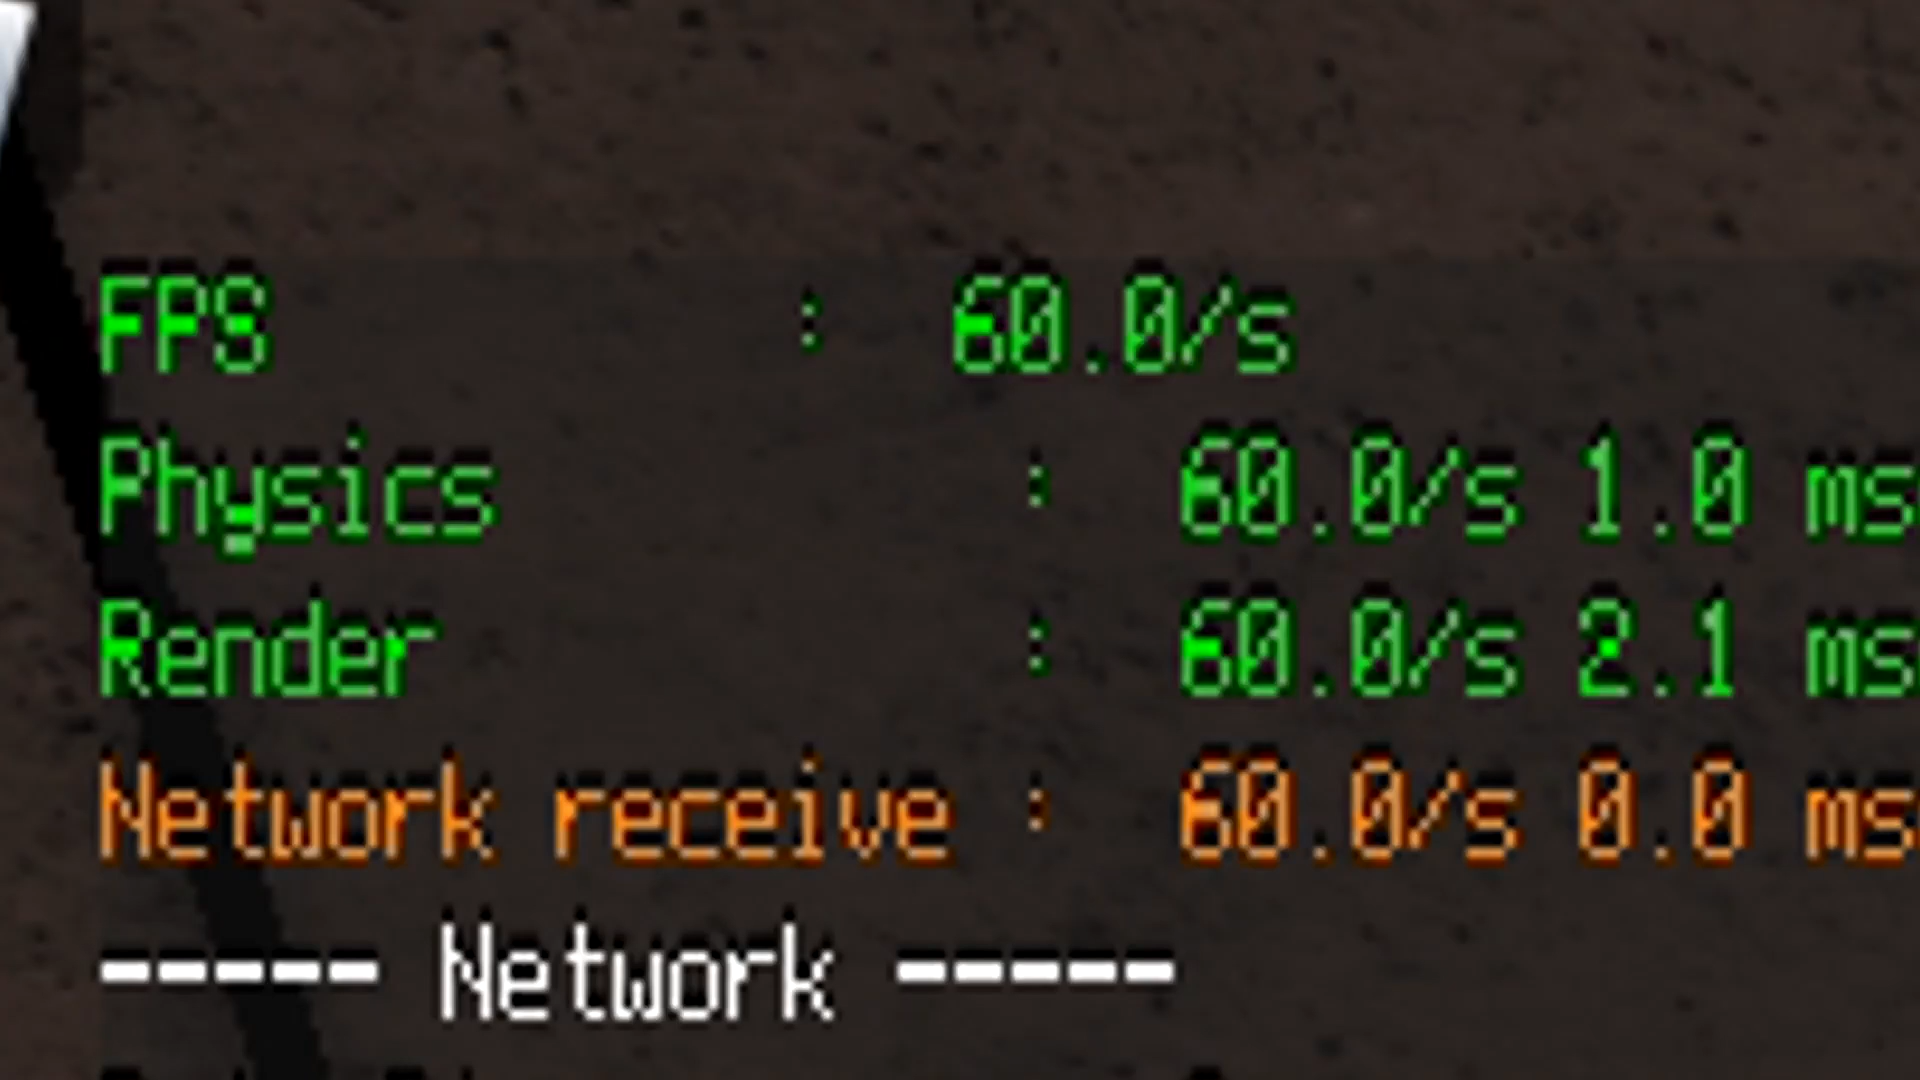 FPS : 60.0/s
Physics : 60.0/s 1.0 ms
Render : 60.0/s 2.1 ms
Network receive : 60.0/s 0.0 ms
----- Network -----